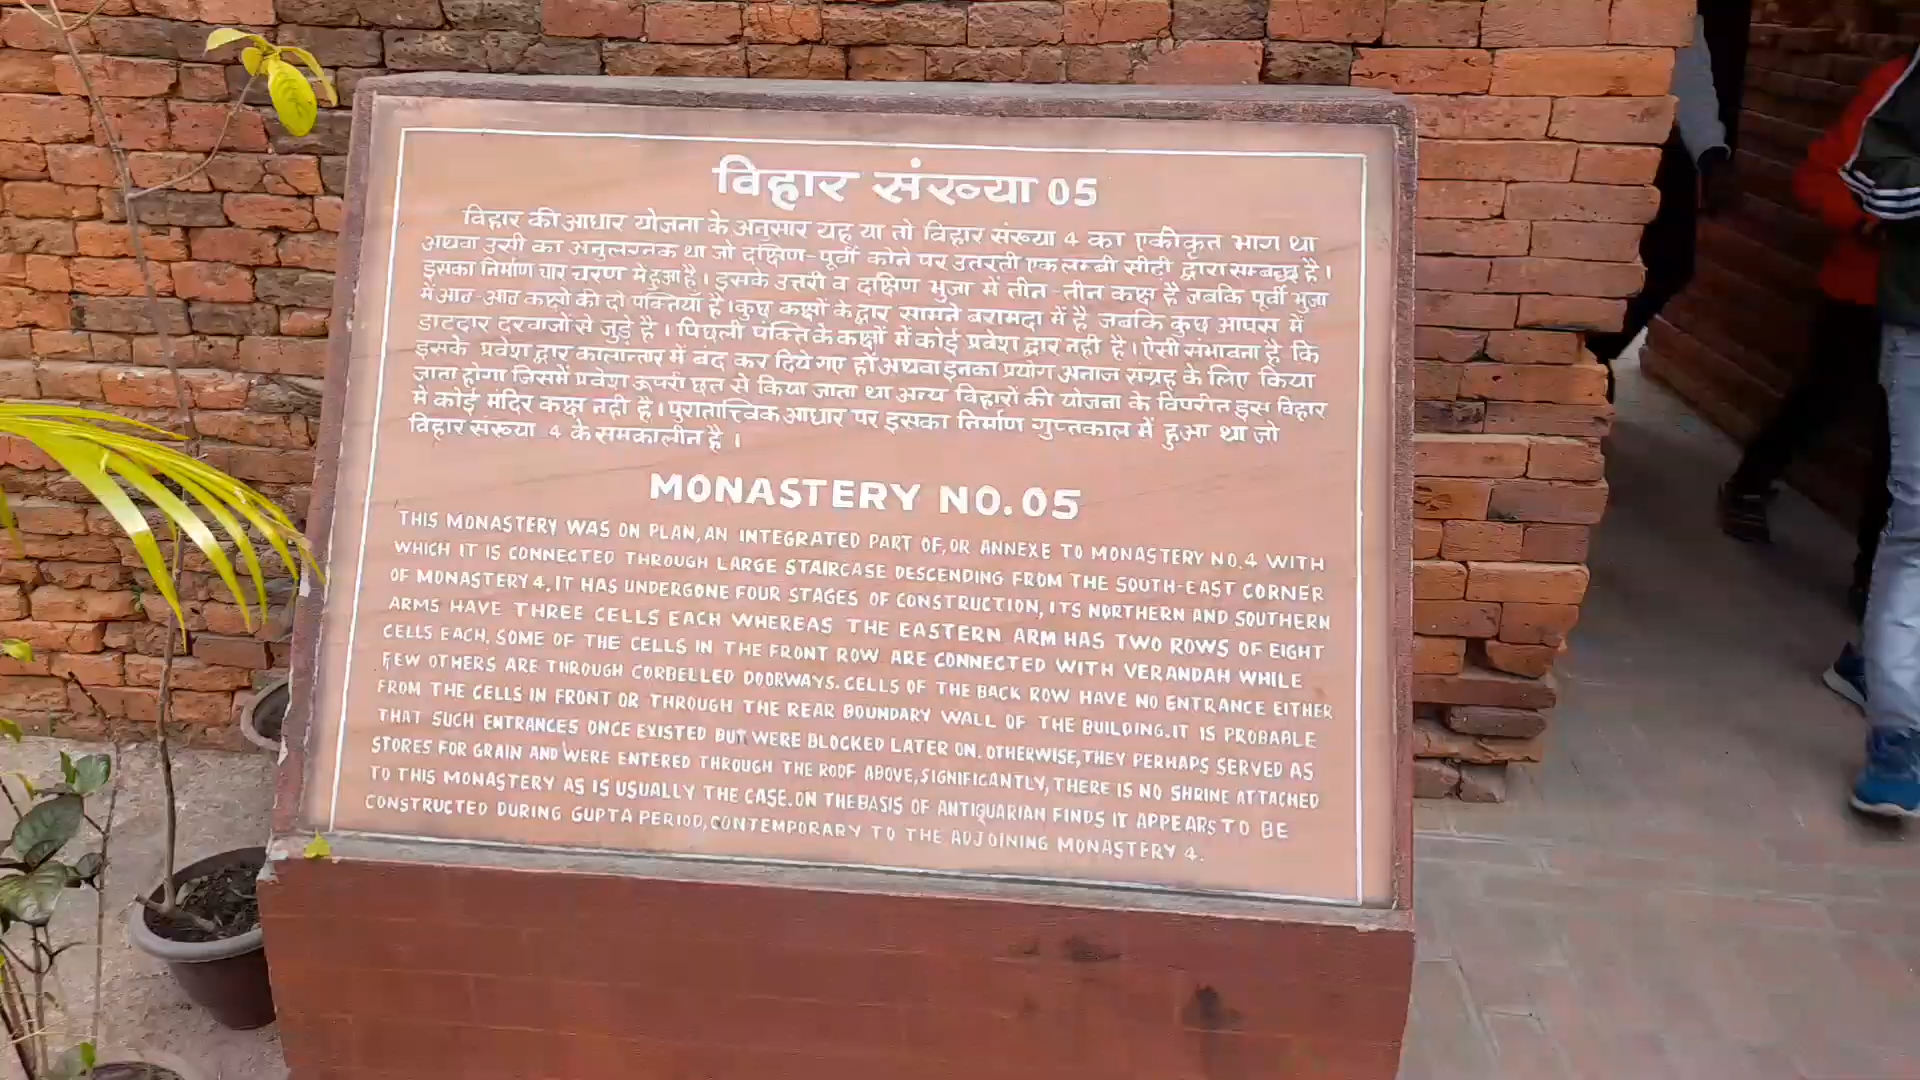 विहार संख्या 05
विहार की आधार योजना के अनुसार यह या तो विहार संख्या 4 का एकीकृत भाग था
अथवा उसी का अनुलग्नक था जो दक्षिण-पूर्वी कोने पर उतरती एक लम्बी सीढ़ी द्वारा सम्बद्ध है।
इसका निर्माण चार चरण में हुआ है। इसके उत्तरी व दक्षिण भुजा में तीन-तीन कक्ष है जबकि पूर्वी भुजा
में आठ-आठ कक्षों की दो पंक्तियाँ है। कुछ कक्षों के द्वार सामने बरामदा में है जबकि कुछ आपस में
डाटदार दरवाजों से जुड़े है। पिछली पंक्ति के कक्षों में कोई प्रवेश द्वार नही है। ऐसी संभावना है कि
इसके प्रवेश द्वार कालान्तार में बंद कर दिये गए हों अथवा इनका प्रयोग अनाज संग्रह के लिए किया
जाता होगा जिसमें प्रवेश ऊपरी छत से किया जाता था अन्य विहारों की योजना के विपरीत इस विहार
में कोई मंदिर कक्ष नही है। पुरातात्त्विक आधार पर इसका निर्माण गुप्तकाल में हुआ था जो
विहार संख्या 4 के समकालीन है।
MONASTERY NO. 05
THIS MONASTERY WAS ON PLAN, AN INTEGRATED PART OF, OR ANNEXE TO MONASTERY NO. 4 WITH
WHICH IT IS CONNECTED THROUGH LARGE STAIRCASE DESCENDING FROM THE SOUTH-EAST CORNER
OF MONASTERY 4. IT HAS UNDERGONE FOUR STAGES OF CONSTRUCTION, ITS NORTHERN AND SOUTHERN
ARMS HAVE THREE CELLS EACH WHEREAS THE EASTERN ARM HAS TWO ROWS OF EIGHT
CELLS EACH. SOME OF THE CELLS IN THE FRONT ROW ARE CONNECTED WITH VERANDAH WHILE
FEW OTHERS ARE THROUGH CORBELLED DOORWAYS. CELLS OF THE BACK ROW HAVE NO ENTRANCE EITHER
FROM THE CELLS IN FRONT OR THROUGH THE REAR BOUNDARY WALL OF THE BUILDING. IT IS PROBABLE
THAT SUCH ENTRANCES ONCE EXISTED BUT WERE BLOCKED LATER ON. OTHERWISE, THEY PERHAPS SERVED AS
STORES FOR GRAIN AND WERE ENTERED THROUGH THE ROOF ABOVE, SIGNIFICANTLY, THERE IS NO SHRINE ATTACHED
TO THIS MONASTERY AS IS USUALLY THE CASE. ON THE BASIS OF ANTIQUARIAN FINDS IT APPEARS TO BE
CONSTRUCTED DURING GUPTA PERIOD, CONTEMPORARY TO THE ADJOINING MONASTERY 4.